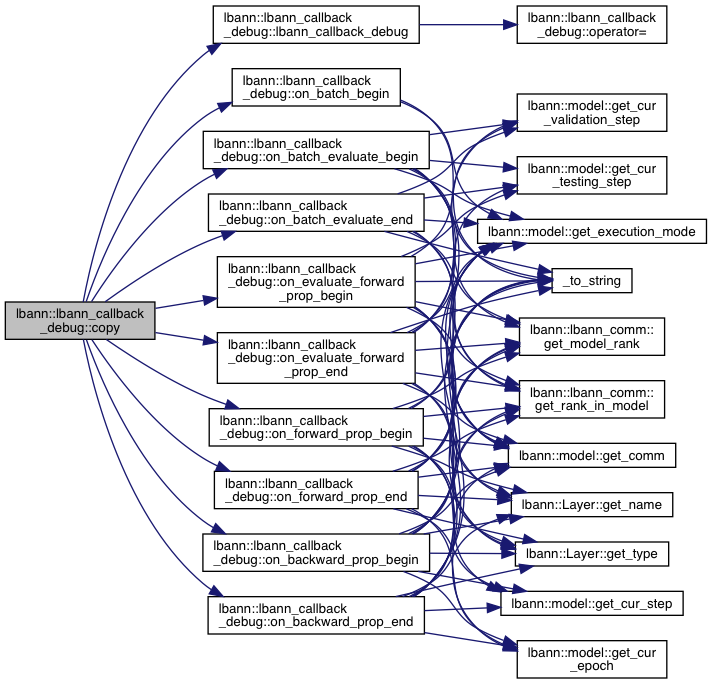 lbann::lbann_callback
_debug::copy
lbann::lbann_callback
_debug::lbann_callback_debug
lbann::lbann_callback
_debug::on_batch_begin
lbann::lbann_callback
_debug::on_batch_evaluate_begin
lbann::lbann_callback
_debug::on_batch_evaluate_end
lbann::lbann_callback
_debug::on_evaluate_forward
_prop_begin
lbann::lbann_callback
_debug::on_evaluate_forward
_prop_end
lbann::lbann_callback
_debug::on_forward_prop_begin
lbann::lbann_callback
_debug::on_forward_prop_end
lbann::lbann_callback
_debug::on_backward_prop_begin
lbann::lbann_callback
_debug::on_backward_prop_end
lbann::lbann_callback
_debug::operator=
lbann::model::get_cur
_validation_step
lbann::model::get_cur
_testing_step
lbann::model::get_execution_mode
_to_string
lbann::lbann_comm::
get_model_rank
lbann::lbann_comm::
get_rank_in_model
lbann::model::get_comm
lbann::Layer::get_name
lbann::Layer::get_type
lbann::model::get_cur_step
lbann::model::get_cur
_epoch